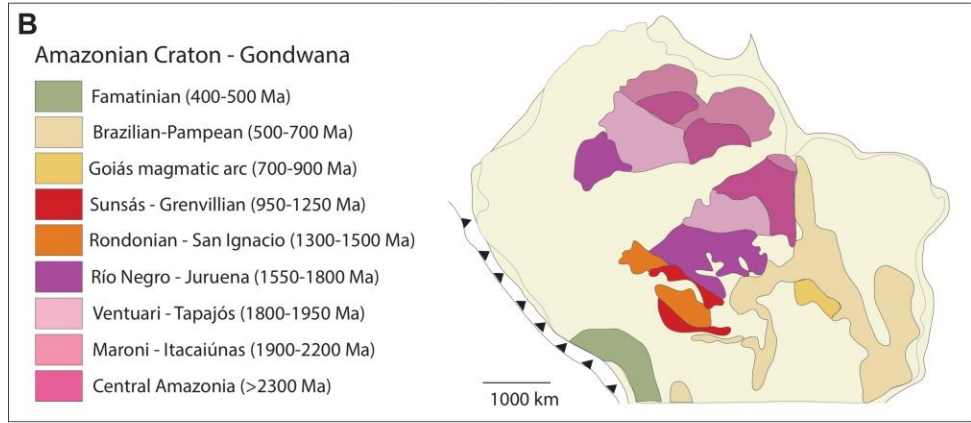 B
Amazonian Craton - Gondwana
Famatinian (400-500 Ma)
Brazilian-Pampean (500-700 Ma)
Goiás magmatic arc (700-900 Ma)
Sunsás - Grenvillian (950-1250 Ma)
Rondonian - San Ignacio (1300-1500 Ma)
Río Negro - Juruena (1550-1800 Ma)
Ventuari - Tapajós (1800-1950 Ma)
Maroni - Itacaiúnas (1900-2200 Ma)
Central Amazonia (>2300 Ma)
1000 km